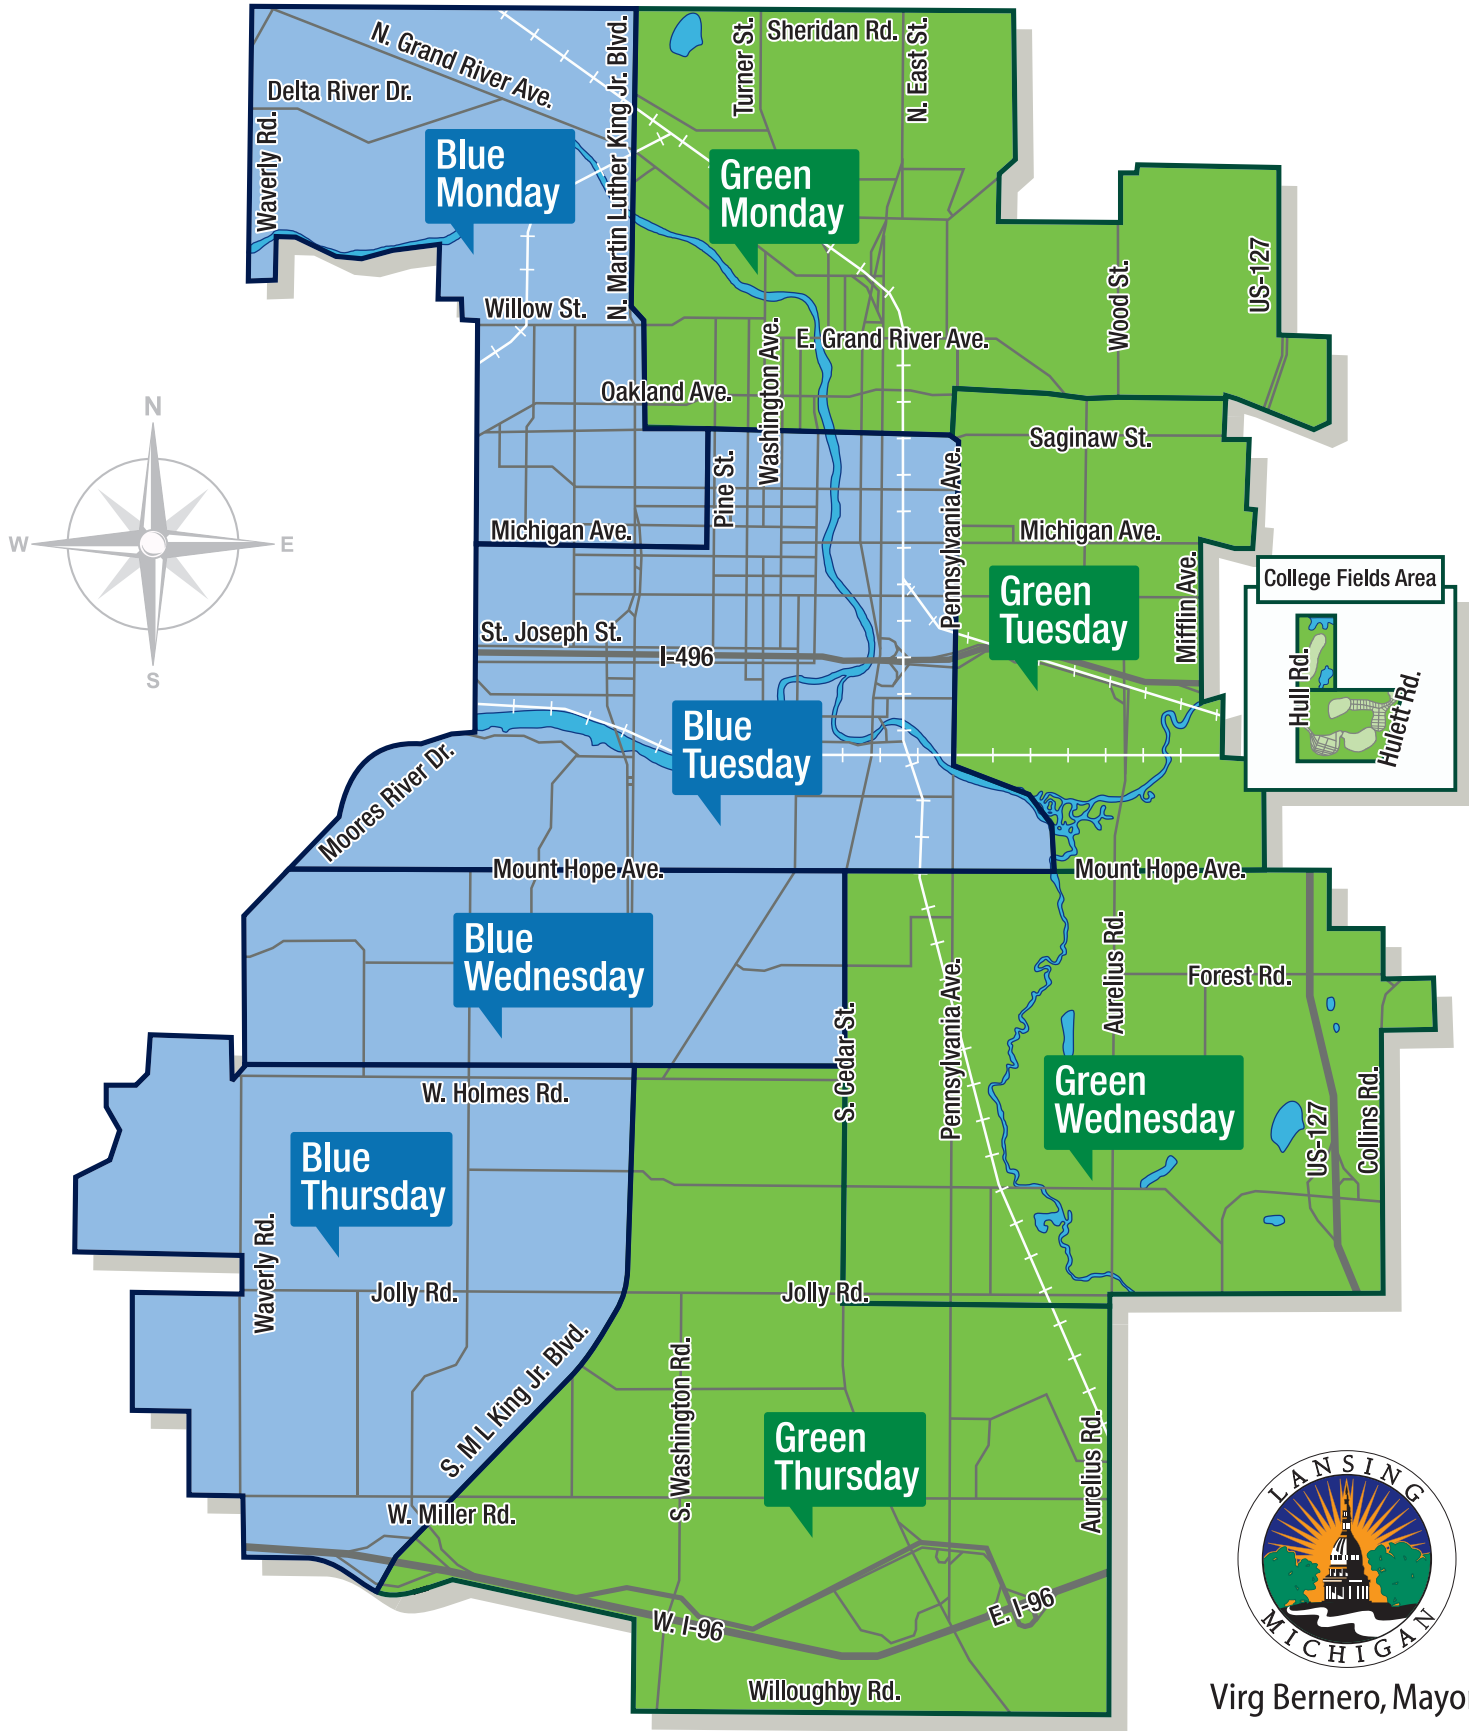 Sheridan Rd.
Turner St.
N. East St.
N. Grand River Ave.
N. Martin Luther King Jr. Blvd.
Delta River Dr.
Waverly Rd.
Blue
Monday
Green
Monday
US-127
Wood St.
Willow St.
Washington Ave.
E. Grand River Ave.
Oakland Ave.
N
W
E
S
Saginaw St.
Pine St.
Pennsylvania Ave.
Michigan Ave.
Michigan Ave.
Mifflin Ave.
Green
Tuesday
College Fields Area
Hull Rd.
Hulett Rd.
St. Joseph St.
I-496
Blue
Tuesday
Moores River Dr.
Mount Hope Ave.
Mount Hope Ave.
Blue
Wednesday
Aurelius Rd.
Forest Rd.
Pennsylvania Ave.
S. Cedar St.
Green
Wednesday
US-127
Collins Rd.
W. Holmes Rd.
Blue
Thursday
Waverly Rd.
Jolly Rd.
Jolly Rd.
S. M L King Jr. Blvd.
S. Washington Rd.
Green
Thursday
Aurelius Rd.
W. Miller Rd.
W. I-96
E. I-96
Willoughby Rd.
LANSING
MICHIGAN
Virg Bernero, Mayo